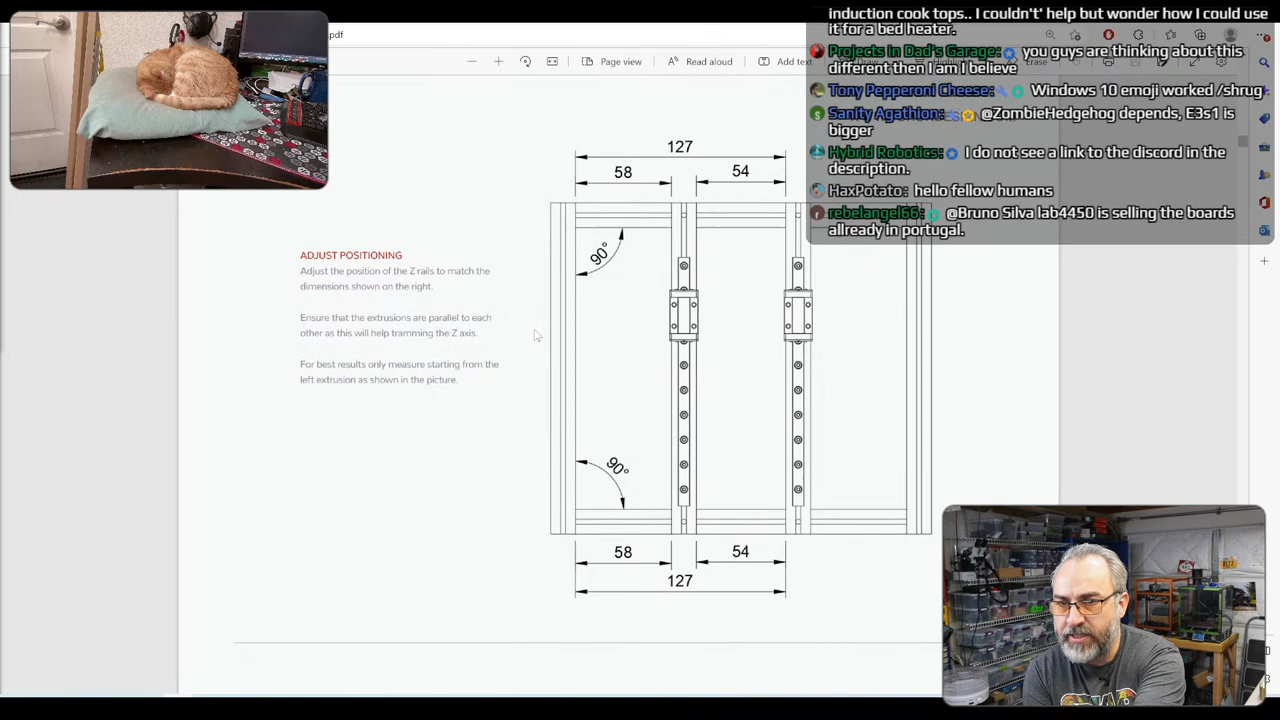 .pdf
Page view
Read aloud
Add text
Erase
induction cook tops.. I couldn't' help but wonder how I could use
it for a bed heater.
Projects in Dad's Garage: you guys are thinking about this
different then I am I believe
Tony Pepperoni Cheese: Windows 10 emoji worked /shrug
Sanity Agathion: @ZombieHedgehog depends, E3s1 is
bigger
Hybrid Robotics: I do not see a link to the discord in the
description.
HaxPotato: hello fellow humans
rebelangel66: @Bruno Silva lab4450 is selling the boards
allready in portugal.
127
58 54
90°
ADJUST POSITIONING
Adjust the position of the Z rails to match the
dimensions shown on the right.
Ensure that the extrusions are parallel to each
other as this will help tramming the Z axis.
For best results only measure starting from the
left extrusion as shown in the picture.
90°
58 54
127